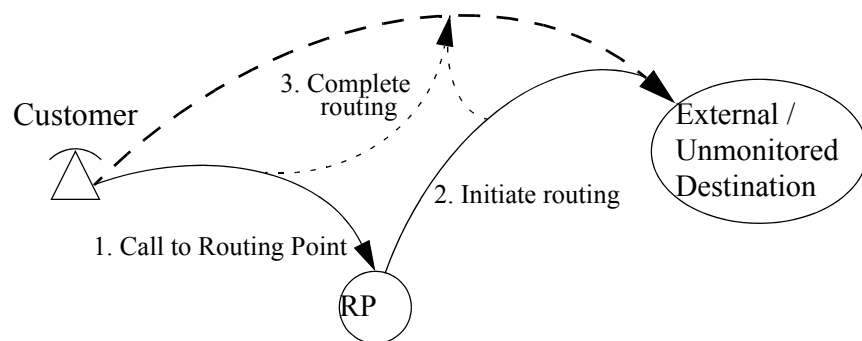 3. Complete
routing
Customer
External /
Unmonitored
Destination
2. Initiate routing
1. Call to Routing Point
RP